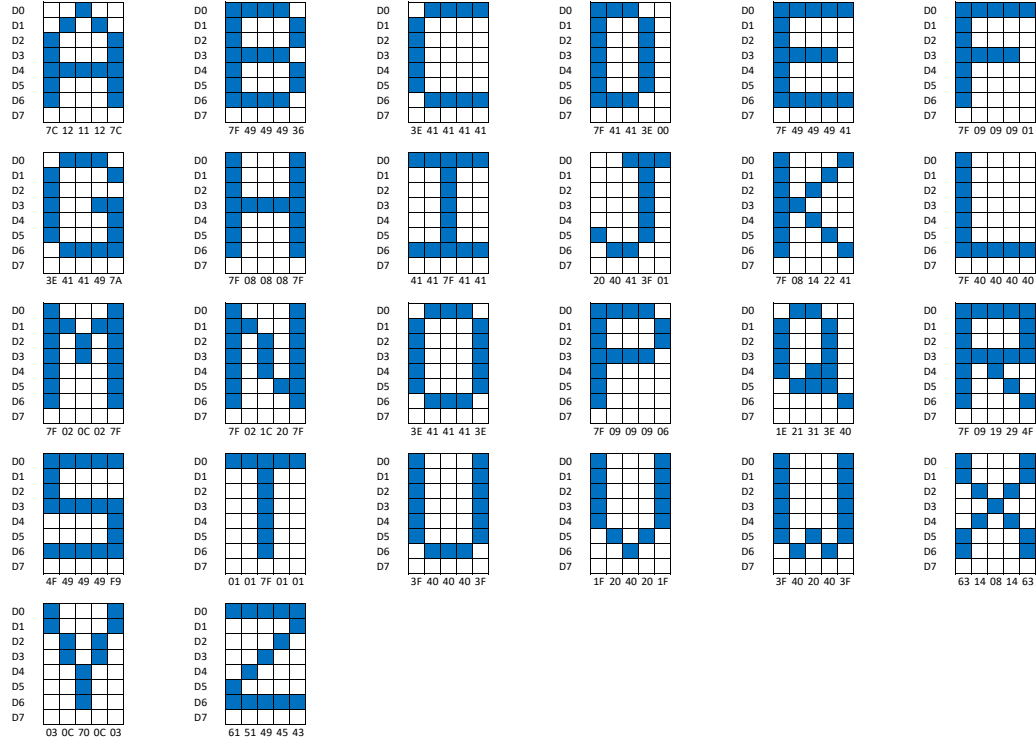 D0 D0 D0 D0 D0 D0
D1 D1 D1 D1 D1 D1
D2 D2 D2 D2 D2 D2
D3 D3 D3 D3 D3 D3
D4 D4 D4 D4 D4 D4
D5 D5 D5 D5 D5 D5
D6 D6 D6 D6 D6 D6
D7 D7 D7 D7 D7 D7
7C 12 11 12 7C 7F 49 49 49 36 3E 41 41 41 41 7F 41 41 3E 00 7F 49 49 49 41 7F 09 09 09 01
D0 D0 D0 D0 D0 D0
D1 D1 D1 D1 D1 D1
D2 D2 D2 D2 D2 D2
D3 D3 D3 D3 D3 D3
D4 D4 D4 D4 D4 D4
D5 D5 D5 D5 D5 D5
D6 D6 D6 D6 D6 D6
D7 D7 D7 D7 D7 D7
3E 41 41 49 7A 7F 08 08 08 7F 41 41 7F 41 41 20 40 41 3F 01 7F 08 14 22 41 7F 40 40 40 40
D0 D0 D0 D0 D0 D0
D1 D1 D1 D1 D1 D1
D2 D2 D2 D2 D2 D2
D3 D3 D3 D3 D3 D3
D4 D4 D4 D4 D4 D4
D5 D5 D5 D5 D5 D5
D6 D6 D6 D6 D6 D6
D7 D7 D7 D7 D7 D7
7F 02 0C 02 7F 7F 02 1C 20 7F 3E 41 41 41 3E 7F 09 09 09 06 1E 21 31 3E 40 7F 09 19 29 4F
D0 D0 D0 D0 D0 D0
D1 D1 D1 D1 D1 D1
D2 D2 D2 D2 D2 D2
D3 D3 D3 D3 D3 D3
D4 D4 D4 D4 D4 D4
D5 D5 D5 D5 D5 D5
D6 D6 D6 D6 D6 D6
D7 D7 D7 D7 D7 D7
4F 49 49 49 F9 01 01 7F 01 01 3F 40 40 40 3F 1F 20 40 20 1F 3F 40 20 40 3F 63 14 08 14 63
D0 D0
D1 D1
D2 D2
D3 D3
D4 D4
D5 D5
D6 D6
D7 D7
03 0C 70 0C 03 61 51 49 45 43